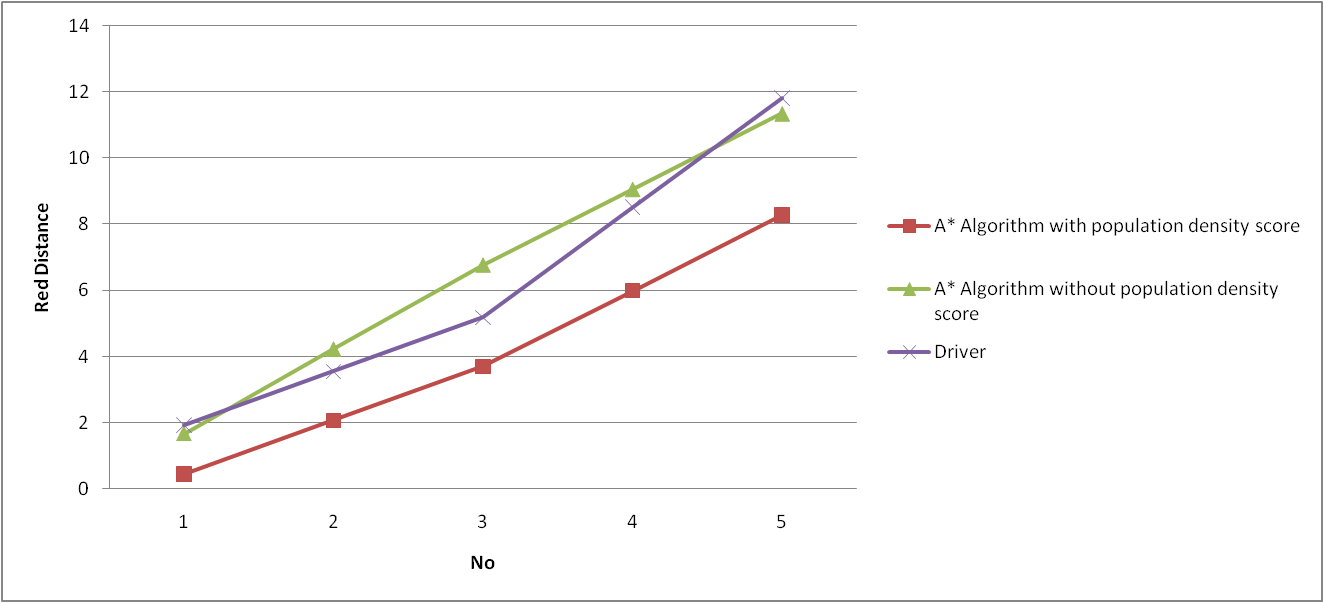 14
12
10
8
6
4
2
0
Red Distance
1 2 3 4 5
No
A* Algorithm with population density score
A* Algorithm without population density
score
Driver